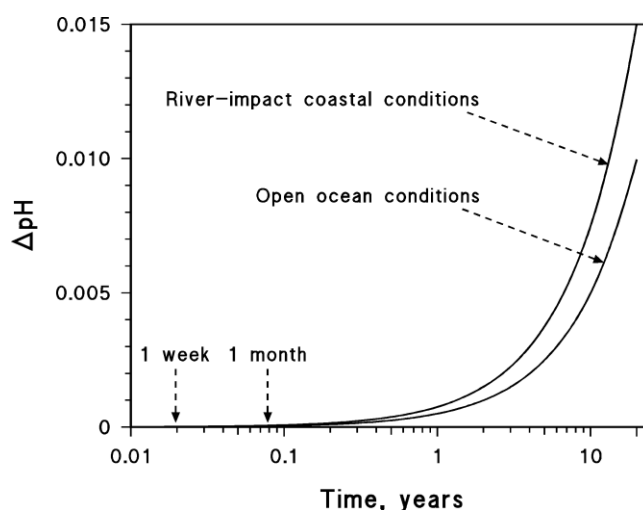 0.015
River-impact coastal conditions
0.010
Open ocean conditions
ΔpH
0.005
1 week 1 month
0
0.01 0.1 1 10
Time, years